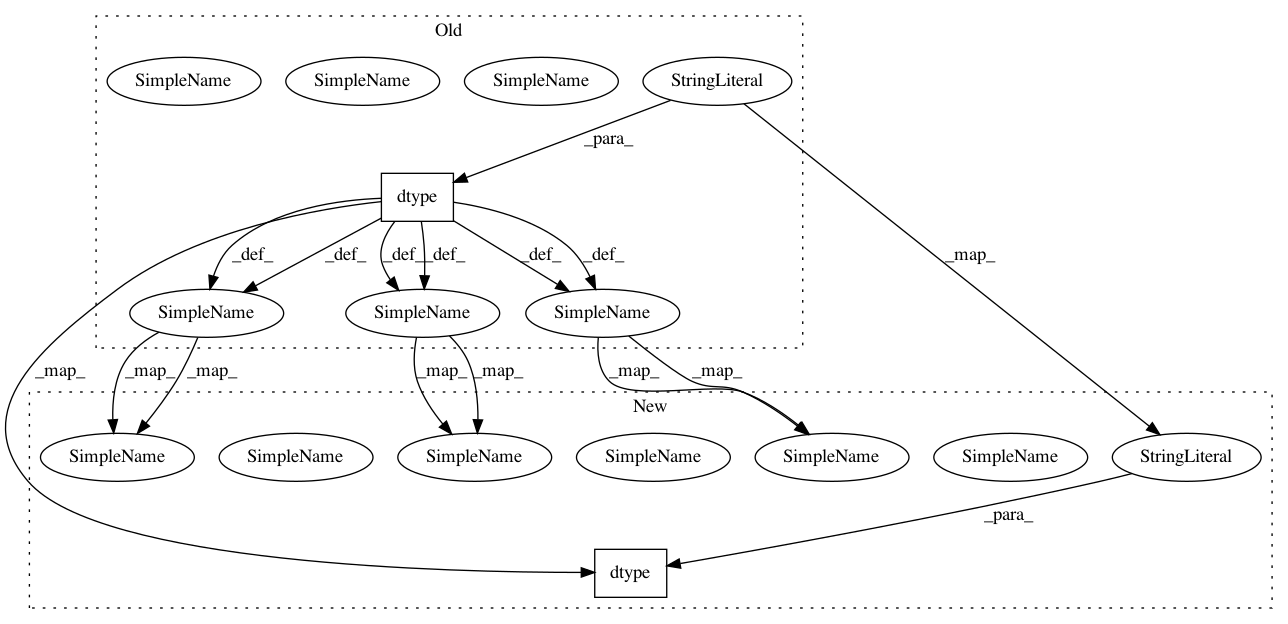 Old
SimpleName SimpleName SimpleName StringLiteral
_para_
dtype
_def_ _def_ _def_ _def_ _def_ _def_ _map_
SimpleName SimpleName SimpleName
_map_ _map_ _map_ _map_ _map_ _map_ _map_
New
SimpleName SimpleName SimpleName SimpleName SimpleName SimpleName StringLiteral
_para_
dtype